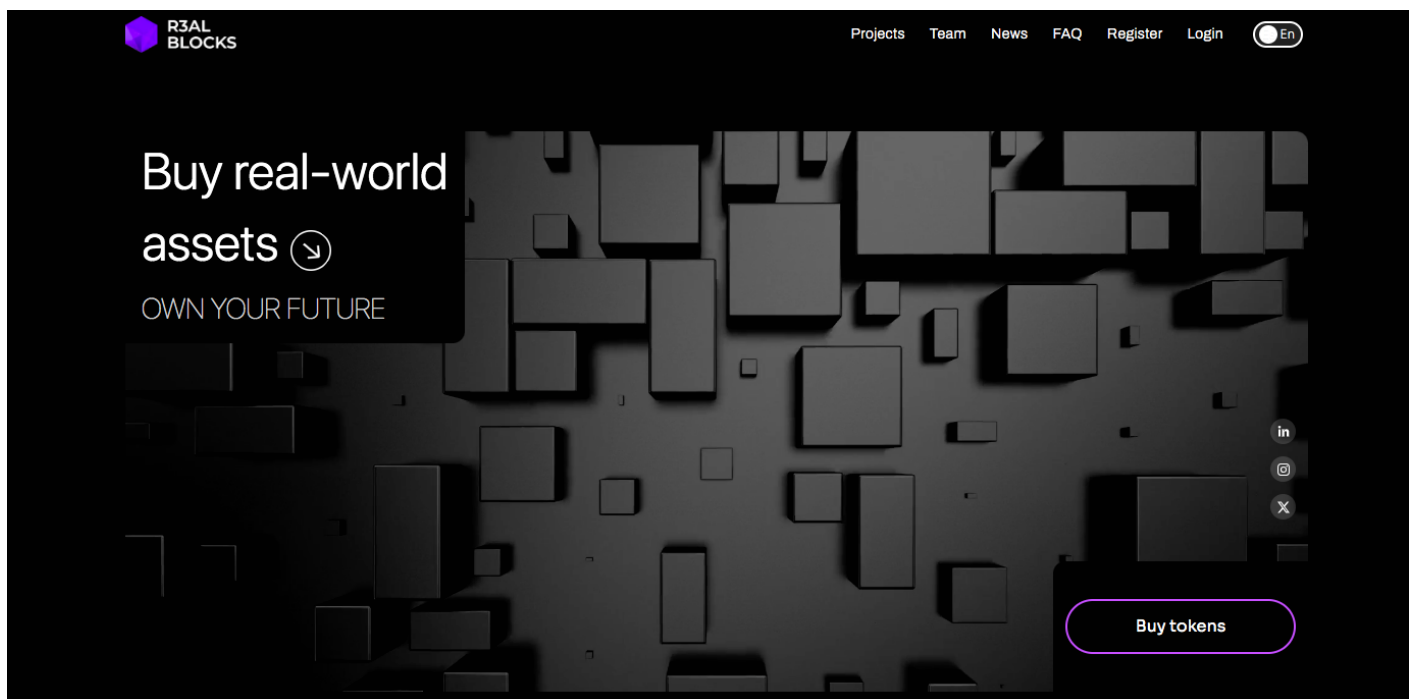 R3AL
BLOCKS
Projects Team News FAQ Register Login En
Buy real-world
assets
OWN YOUR FUTURE
in
X
Buy tokens